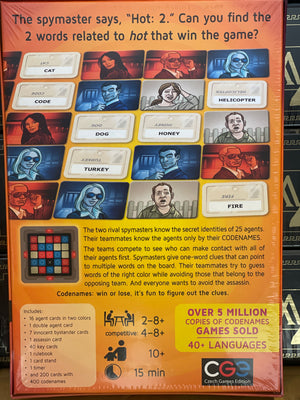 The spymaster says, “Hot: 2.” Can you find the
2 words related to hot that win the game?
CAT
CODE
HELICOPTER
DOG
HONEY
TURKEY
FIRE
The two rival spymasters know the secret identities of 25 agents.
Their teammates know the agents only by their CODENAMES.
The teams compete to see who can make contact with all of
their agents first. Spymasters give one-word clues that can point
to multiple words on the board. Their teammates try to guess
words of the right color while avoiding those that belong to the
opposing team. And everyone wants to avoid the assassin.
Codenames: win or lose, it’s fun to figure out the clues.
Includes:
• 16 agent cards in two colors
• 1 double agent card
• 7 innocent bystander cards
• 1 assassin card
• 40 key cards
• 1 rulebook
• 1 card stand
• 1 timer
• and 200 cards with
400 codenames
2–8+
competitive: 4–8+
10+
15 min
OVER 5 MILLION
COPIES OF CODENAMES
GAMES SOLD
40+ LANGUAGES
CGE
Czech Games Edition